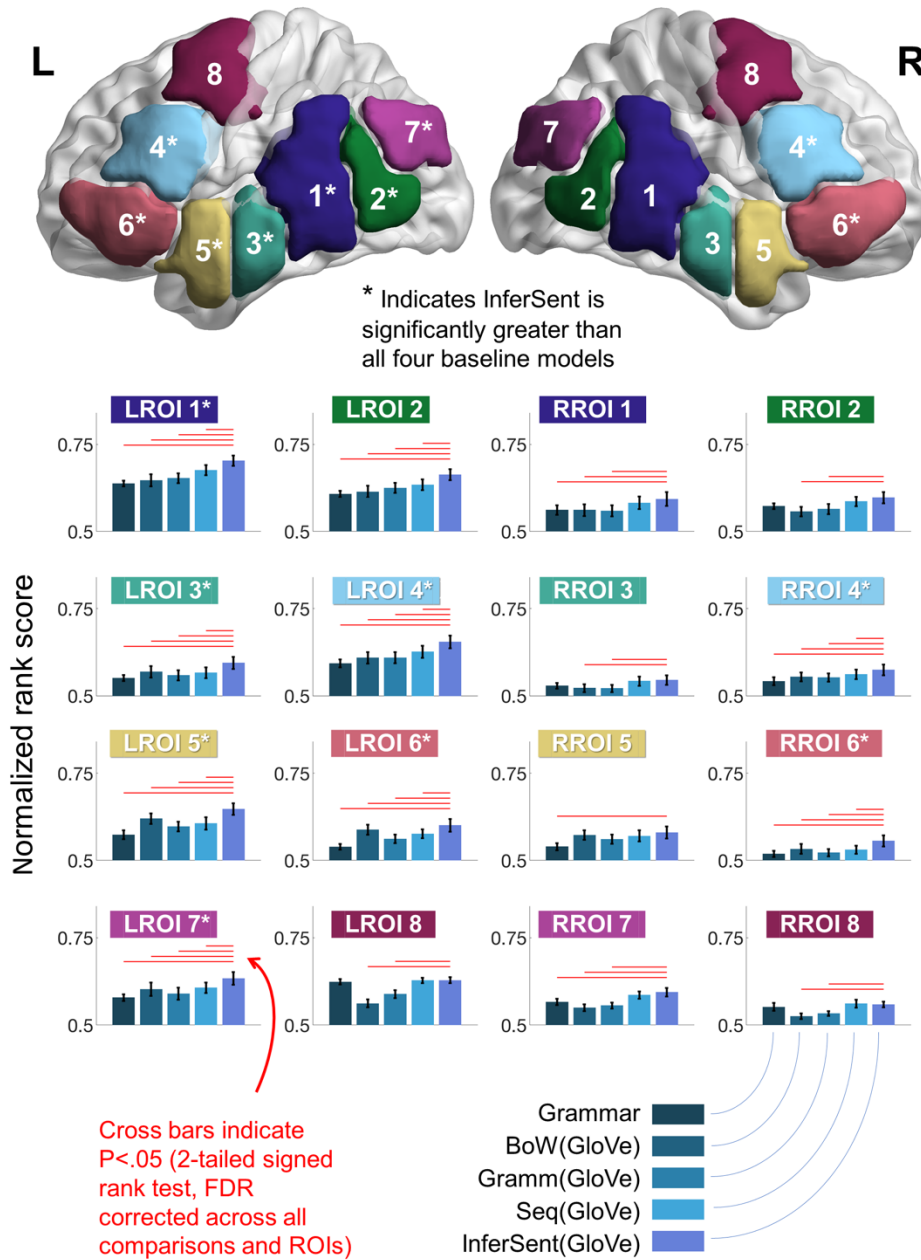 L
R
8
8
4*
7*
7
4*
1*
2*
2
1
6*
5*
3*
3
5
6*
* Indicates InferSent is
significantly greater than
all four baseline models
LROI 1*
LROI 2
RROI 1
RROI 2
0.75
0.75
0.75
0.75
0.5
0.5
0.5
0.5
LROI 3*
LROI 4*
RROI 3
RROI 4*
0.75
0.75
0.75
0.75
0.5
0.5
0.5
0.5
Normalized rank score
LROI 5*
LROI 6*
RROI 5
RROI 6*
0.75
0.75
0.75
0.75
0.5
0.5
0.5
0.5
LROI 7*
LROI 8
RROI 7
RROI 8
0.75
0.75
0.75
0.75
0.5
0.5
0.5
0.5
Cross bars indicate
P<.05 (2-tailed signed
rank test, FDR
corrected across all
comparisons and ROIs)
Grammar
BoW(GloVe)
Gramm(GloVe)
Seq(GloVe)
InferSent(GloVe)